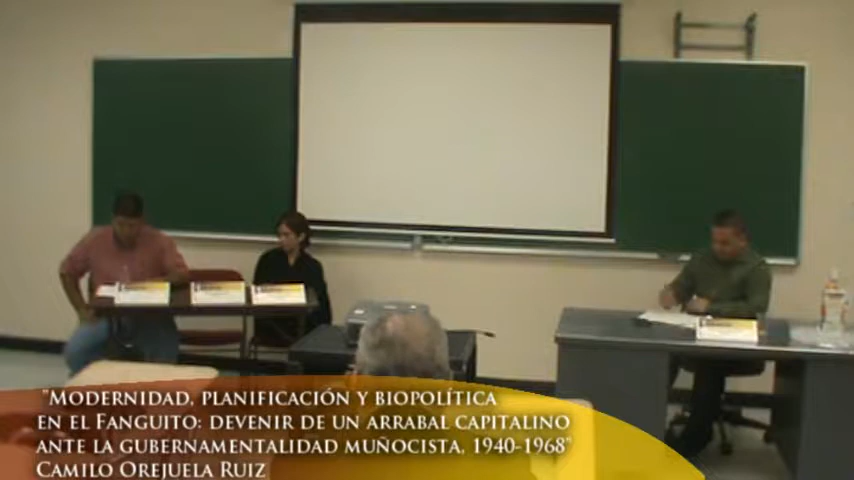 "Modernidad, planificación y biopolítica
en el Fanguito: devenir de un arrabal capitalino
ante la gubernamentalidad muñocista, 1940-1968"
Camilo Orejuela Ruiz